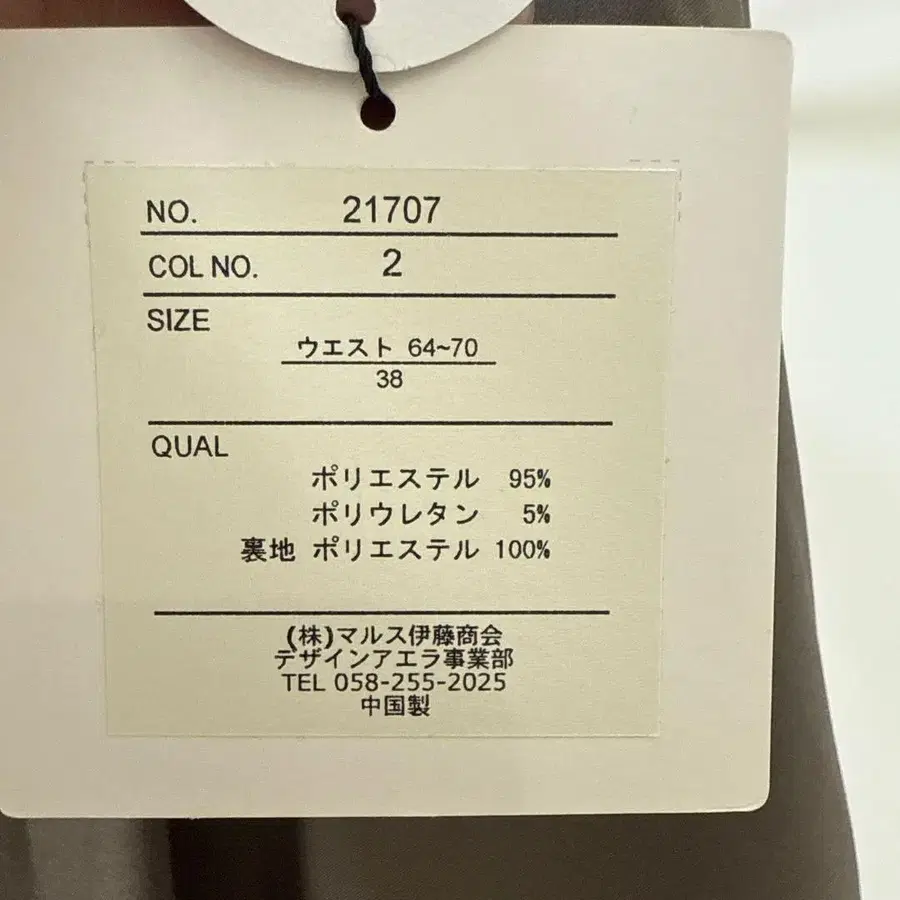 NO. 21707
COL NO. 2
SIZE
ウエスト 64~70
38
QUAL
ポリエステル 95%
ポリウレタン 5%
裏地 ポリエステル 100%
(株)マルス伊藤商会
デザインアエラ事業部
TEL 058-255-2025
中国製